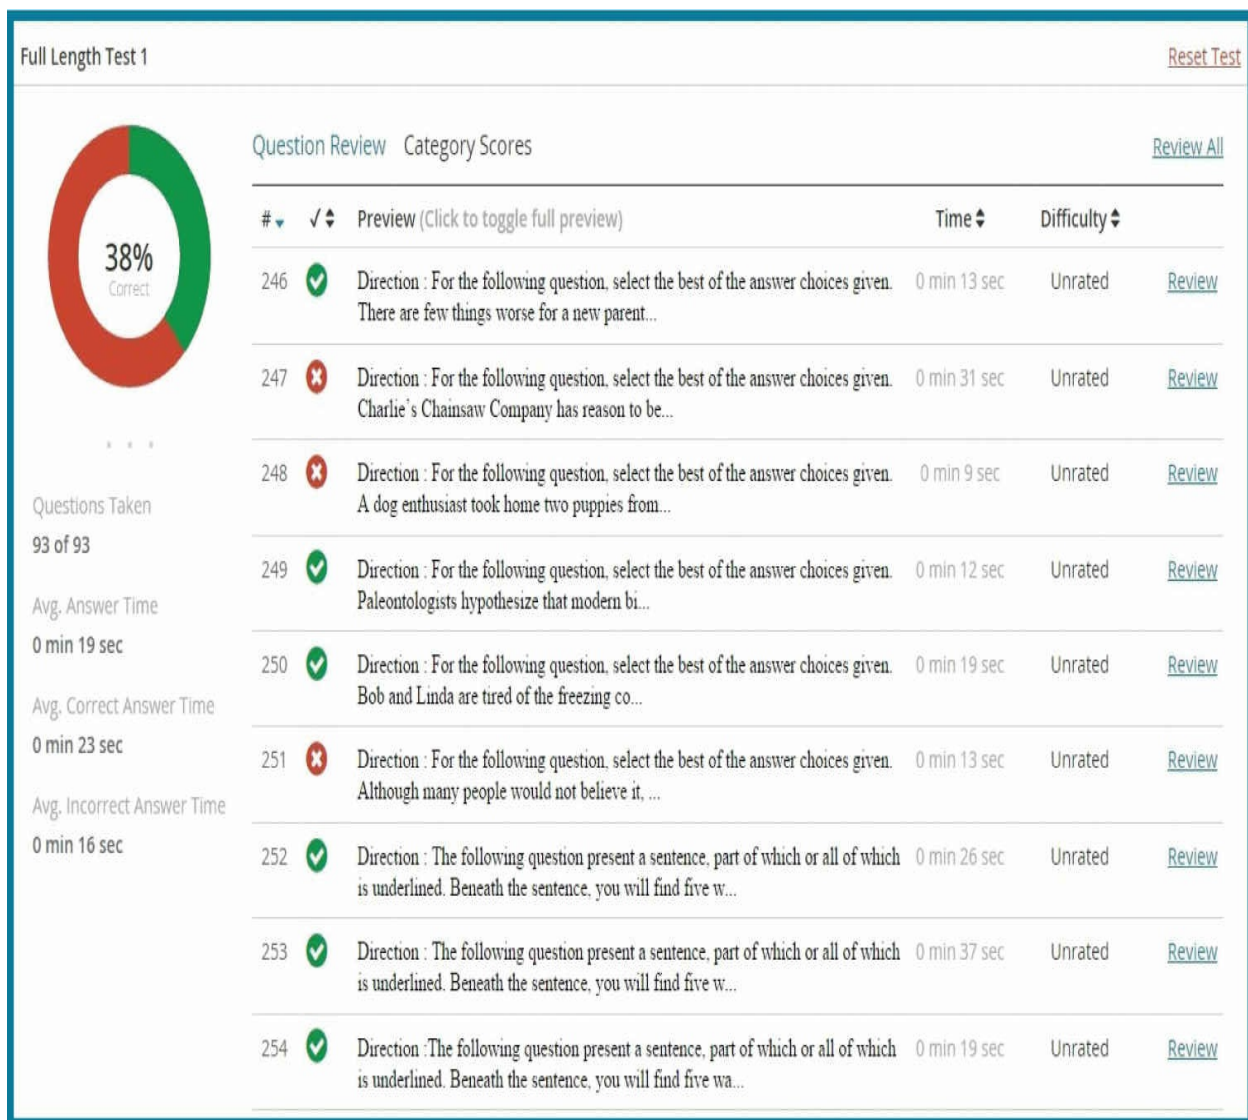 Full Length Test 1
Reset Test
38%
Correct
Questions Taken
93 of 93
Avg. Answer Time
0 min 19 sec
Avg. Correct Answer Time
0 min 23 sec
Avg. Incorrect Answer Time
0 min 16 sec
Question Review Category Scores Review All
# √ Preview (Click to toggle full preview) Time Difficulty
246 Direction : For the following question, select the best of the answer choices given. 0 min 13 sec Unrated Review
There are few things worse for a new parent...
247 Direction : For the following question, select the best of the answer choices given. 0 min 31 sec Unrated Review
Charlie's Chainsaw Company has reason to be...
248 Direction : For the following question, select the best of the answer choices given. 0 min 9 sec Unrated Review
A dog enthusiast took home two puppies from...
249 Direction : For the following question, select the best of the answer choices given. 0 min 12 sec Unrated Review
Paleontologists hypothesize that modern bi...
250 Direction : For the following question, select the best of the answer choices given. 0 min 19 sec Unrated Review
Bob and Linda are tired of the freezing co...
251 Direction : For the following question, select the best of the answer choices given. 0 min 13 sec Unrated Review
Although many people would not believe it, ...
252 Direction : The following question present a sentence, part of which or all of which 0 min 26 sec Unrated Review
is underlined. Beneath the sentence, you will find five w...
253 Direction : The following question present a sentence, part of which or all of which 0 min 37 sec Unrated Review
is underlined. Beneath the sentence, you will find five w...
254 Direction :The following question present a sentence, part of which or all of which 0 min 19 sec Unrated Review
is underlined. Beneath the sentence, you will find five wa...